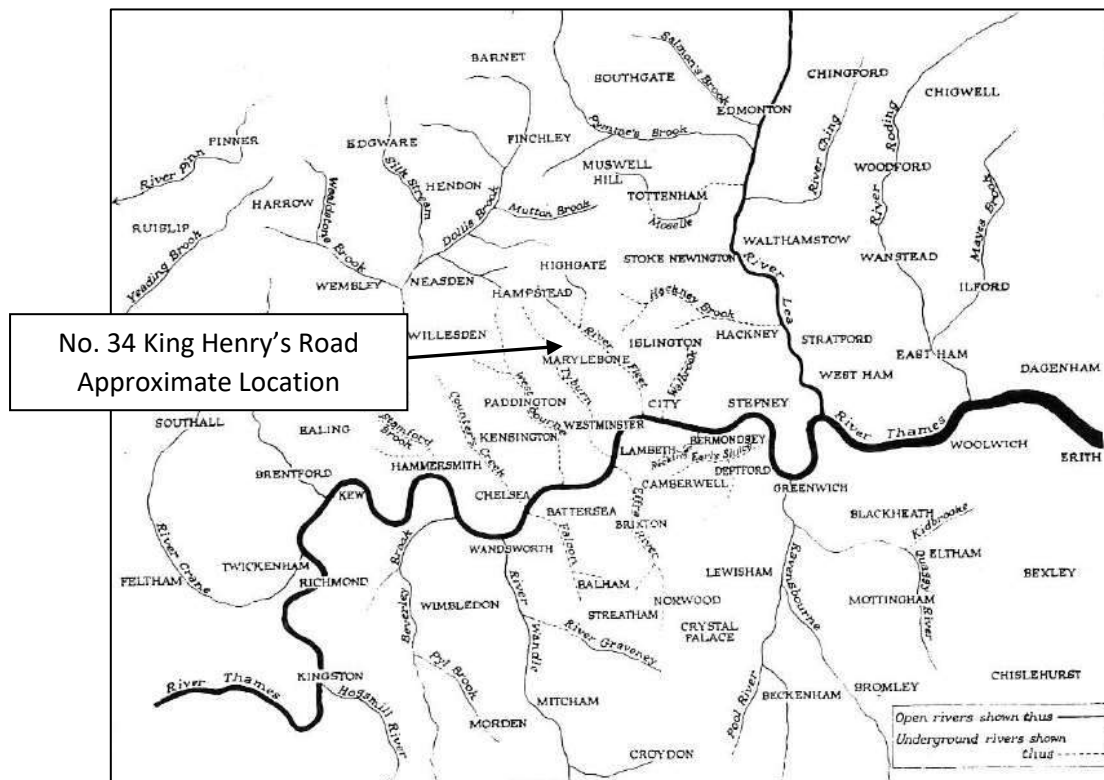 BARNET
SOUTHGATE
Salmon's Brook
CHINGFORD
CHIGWELL
EDMONTON
PINNER
River Pinn
EDGWARE
Silk Stream
FINCHLEY
Pymme's Brook
River Ching
River Roding
WOODFORD
MUSWELL
HILL
HENDON
TOTTENHAM
Mutton Brook
Moselle
Mayes Brook
HARROW
Wealdstone Brook
Dollis Brook
RUISLIP
Yeading Brook
WALTHAMSTOW
WANSTEAD
STOKE NEWINGTON
River Lea
HIGHGATE
WEMBLEY
NEASDEN
HAMPSTEAD
Hackney Brook
ILFORD
No. 34 King Henry's Road
Approximate Location
WILLESDEN
River Fleet
ISLINGTON
HACKNEY
STRATFORD
EAST HAM
MARYLEBONE
Tyburn
Walbrook
WEST HAM
DAGENHAM
PADDINGTON
West bourne
CITY
STEPNEY
SOUTHALL
EALING
Stamford
Brook
Counters Creek
KENSINGTON
WESTMINSTER
River Thames
WOOLWICH
ERITH
LAMBETH
BERMONDSEY
HAMMERSMITH
DEPTFORD
BRENTFORD
KEW
CHELSEA
CAMBERWELL
GREENWICH
BATTERSEA
Effra River
BRIXTON
BLACKHEATH
Kidbrooke
River Crane
Falcon
WANDSWORTH
ELTHAM
TWICKENHAM
FELTHAM
RICHMOND
Beverley Brook
BALHAM
LEWISHAM
Ravensbourne
Quaggy River
BEXLEY
WIMBLEDON
River Wandle
STREATHAM
NORWOOD
MOTTINGHAM
CRYSTAL
PALACE
River Graveney
KINGSTON
River Thames
Hogsmill River
Pyl Brook
MITCHAM
Pool River
BECKENHAM
BROMLEY
CHISLEHURST
MORDEN
CROYDON
Open rivers shown thus
Underground rivers shown
thus